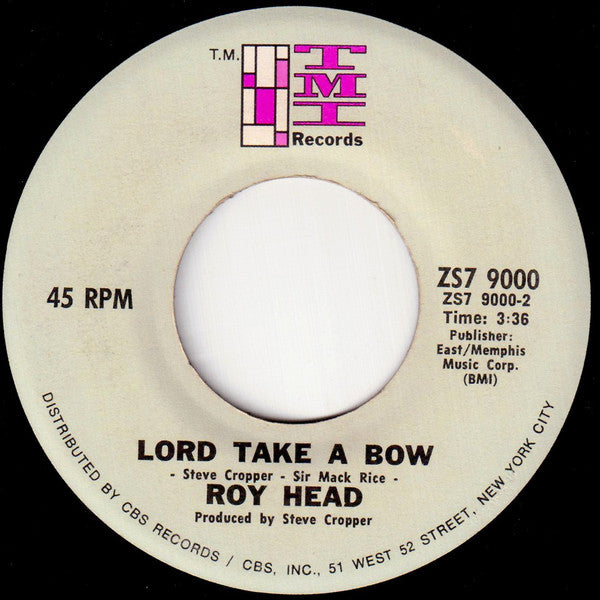 T.M.
TMI
Records
45 RPM
ZS7 9000
ZS7 9000-2
Time: 3:36
Publisher:
East/Memphis
Music Corp.
(BMI)
LORD TAKE A BOW
- Steve Cropper - Sir Mack Rice -
ROY HEAD
Produced by Steve Cropper
DISTRIBUTED BY CBS RECORDS / CBS, INC., 51 WEST 52 STREET, NEW YORK CITY